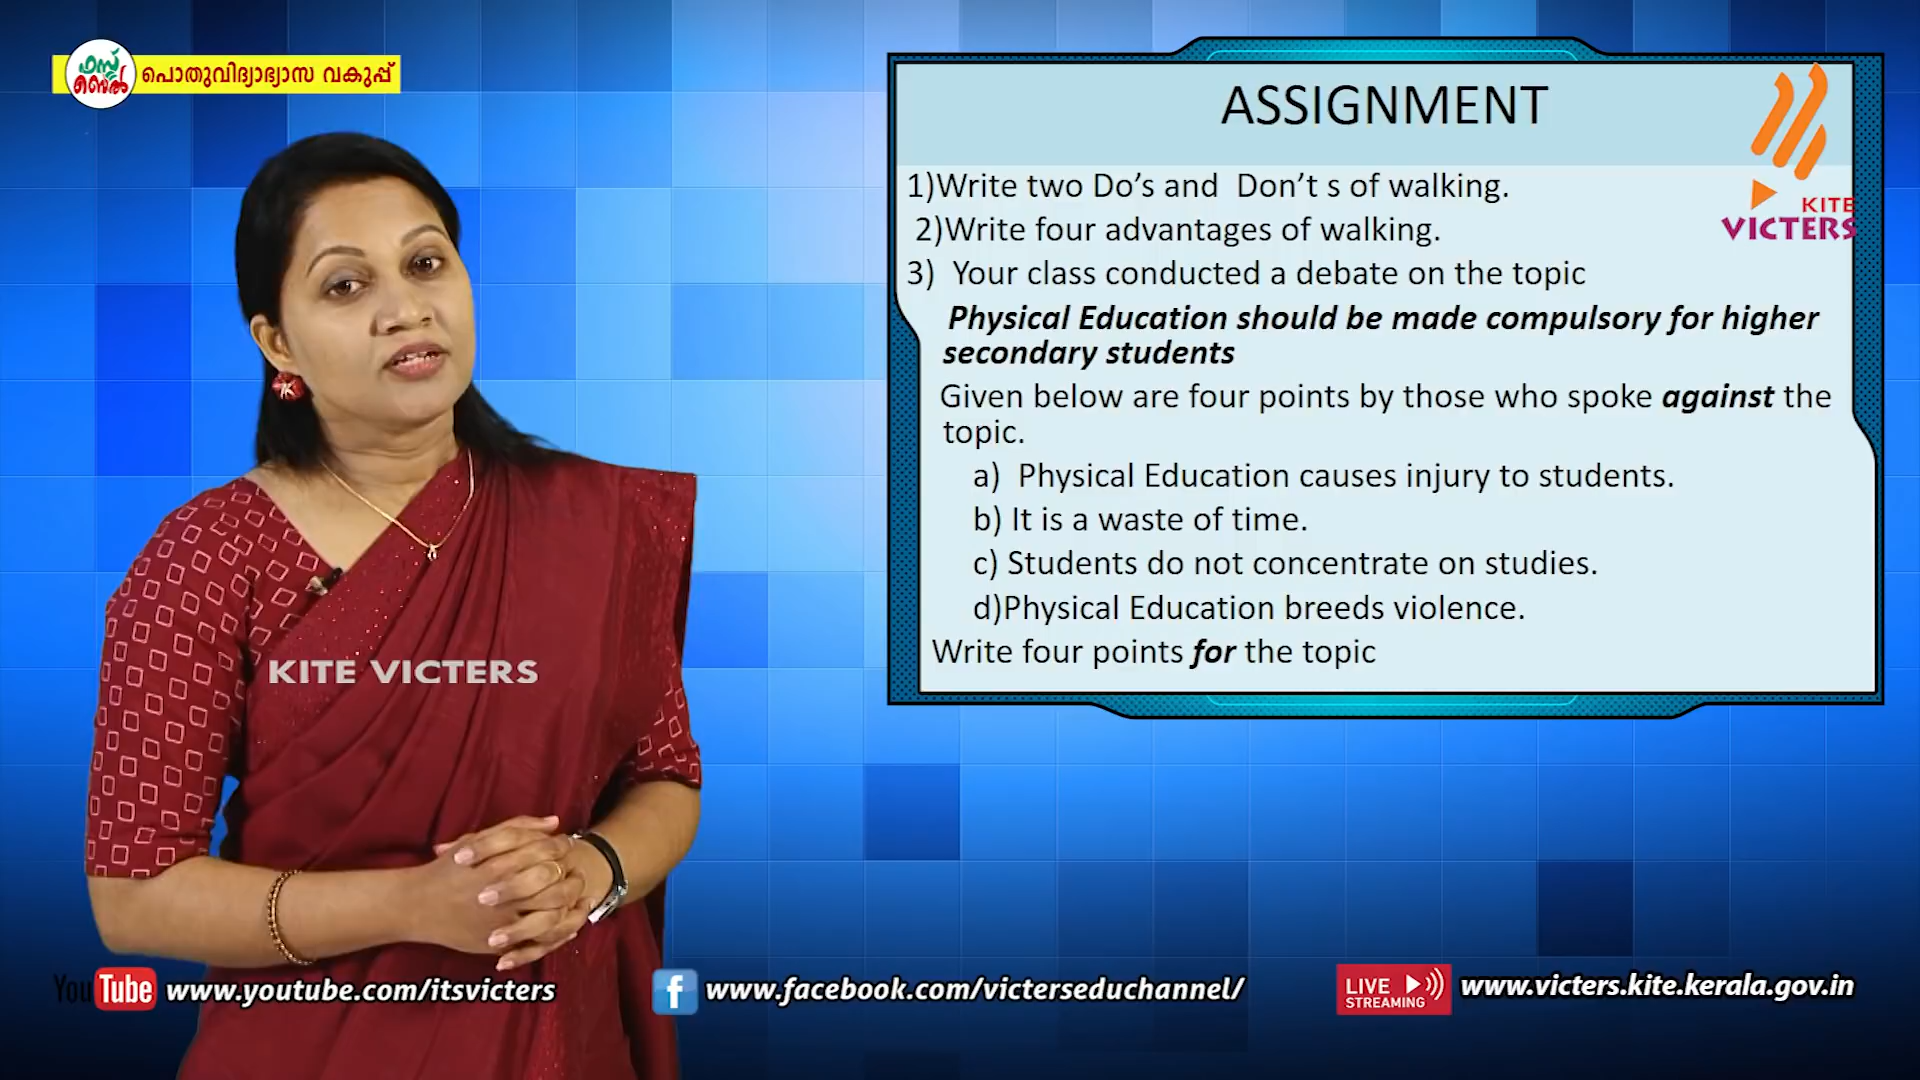 ഫസ്റ്റ് ബെൽ
പൊതുവിദ്യാഭ്യാസ വകുപ്പ്
ASSIGNMENT
KITE
VICTERS
1)Write two Do’s and  Don’t s of walking.
2)Write four advantages of walking.
3)  Your class conducted a debate on the topic
Physical Education should be made compulsory for higher
secondary students
Given below are four points by those who spoke against the
topic.
a)  Physical Education causes injury to students.
b) It is a waste of time.
c) Students do not concentrate on studies.
d)Physical Education breeds violence.
Write four points for the topic
KITE VICTERS
YouTube www.youtube.com/itsvicters
f www.facebook.com/victerseduchannel/
LIVE
STREAMING
www.victers.kite.kerala.gov.in